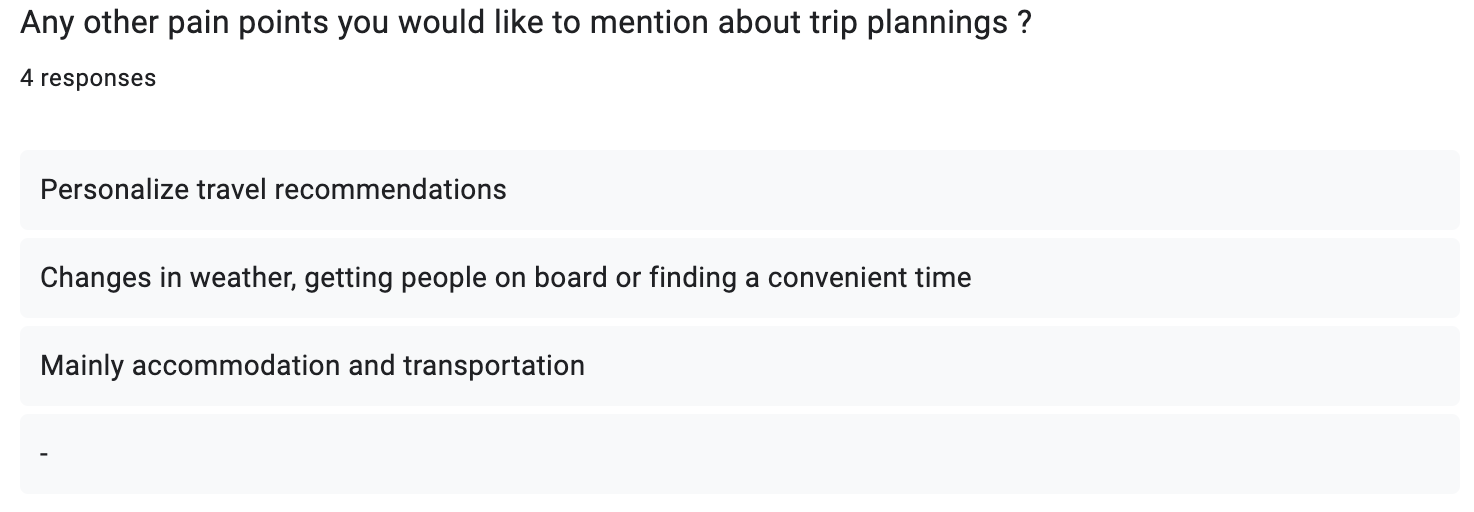 Any other pain points you would like to mention about trip plannings ?
4 responses
Personalize travel recommendations
Changes in weather, getting people on board or finding a convenient time
Mainly accommodation and transportation
-